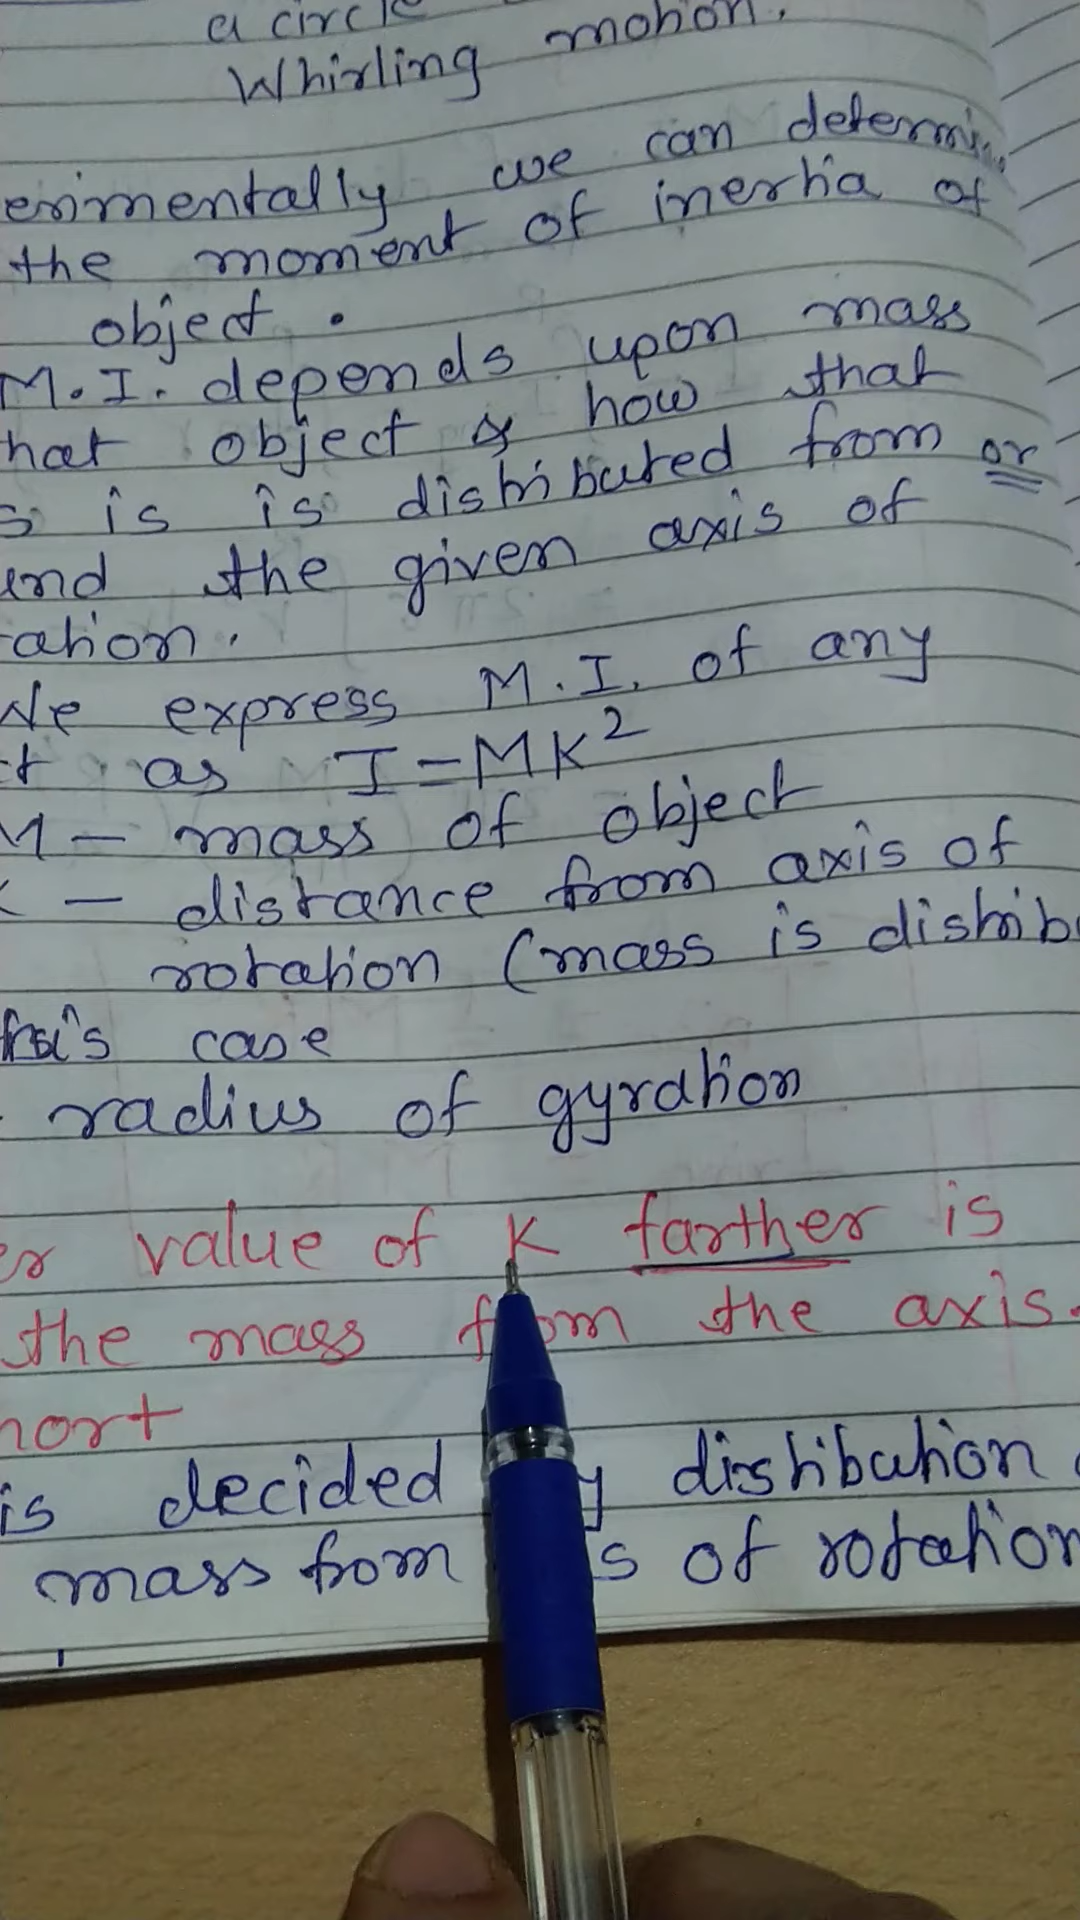 a circle
Whirling motion.
erimentally we can determi
the moment of inertia of
object.
M.I. depends upon mass
hat object & how that
s is is distributed from or
und the given axis of
ation.
We express M.I. of any
ct as I = MK²
M - mass of object
K - distance from axis of
rotation (mass is distrib
case
radius of gyration
er value of K farther is
the mass from the axis.
hort
is decided y distribution
mass from s of rotation